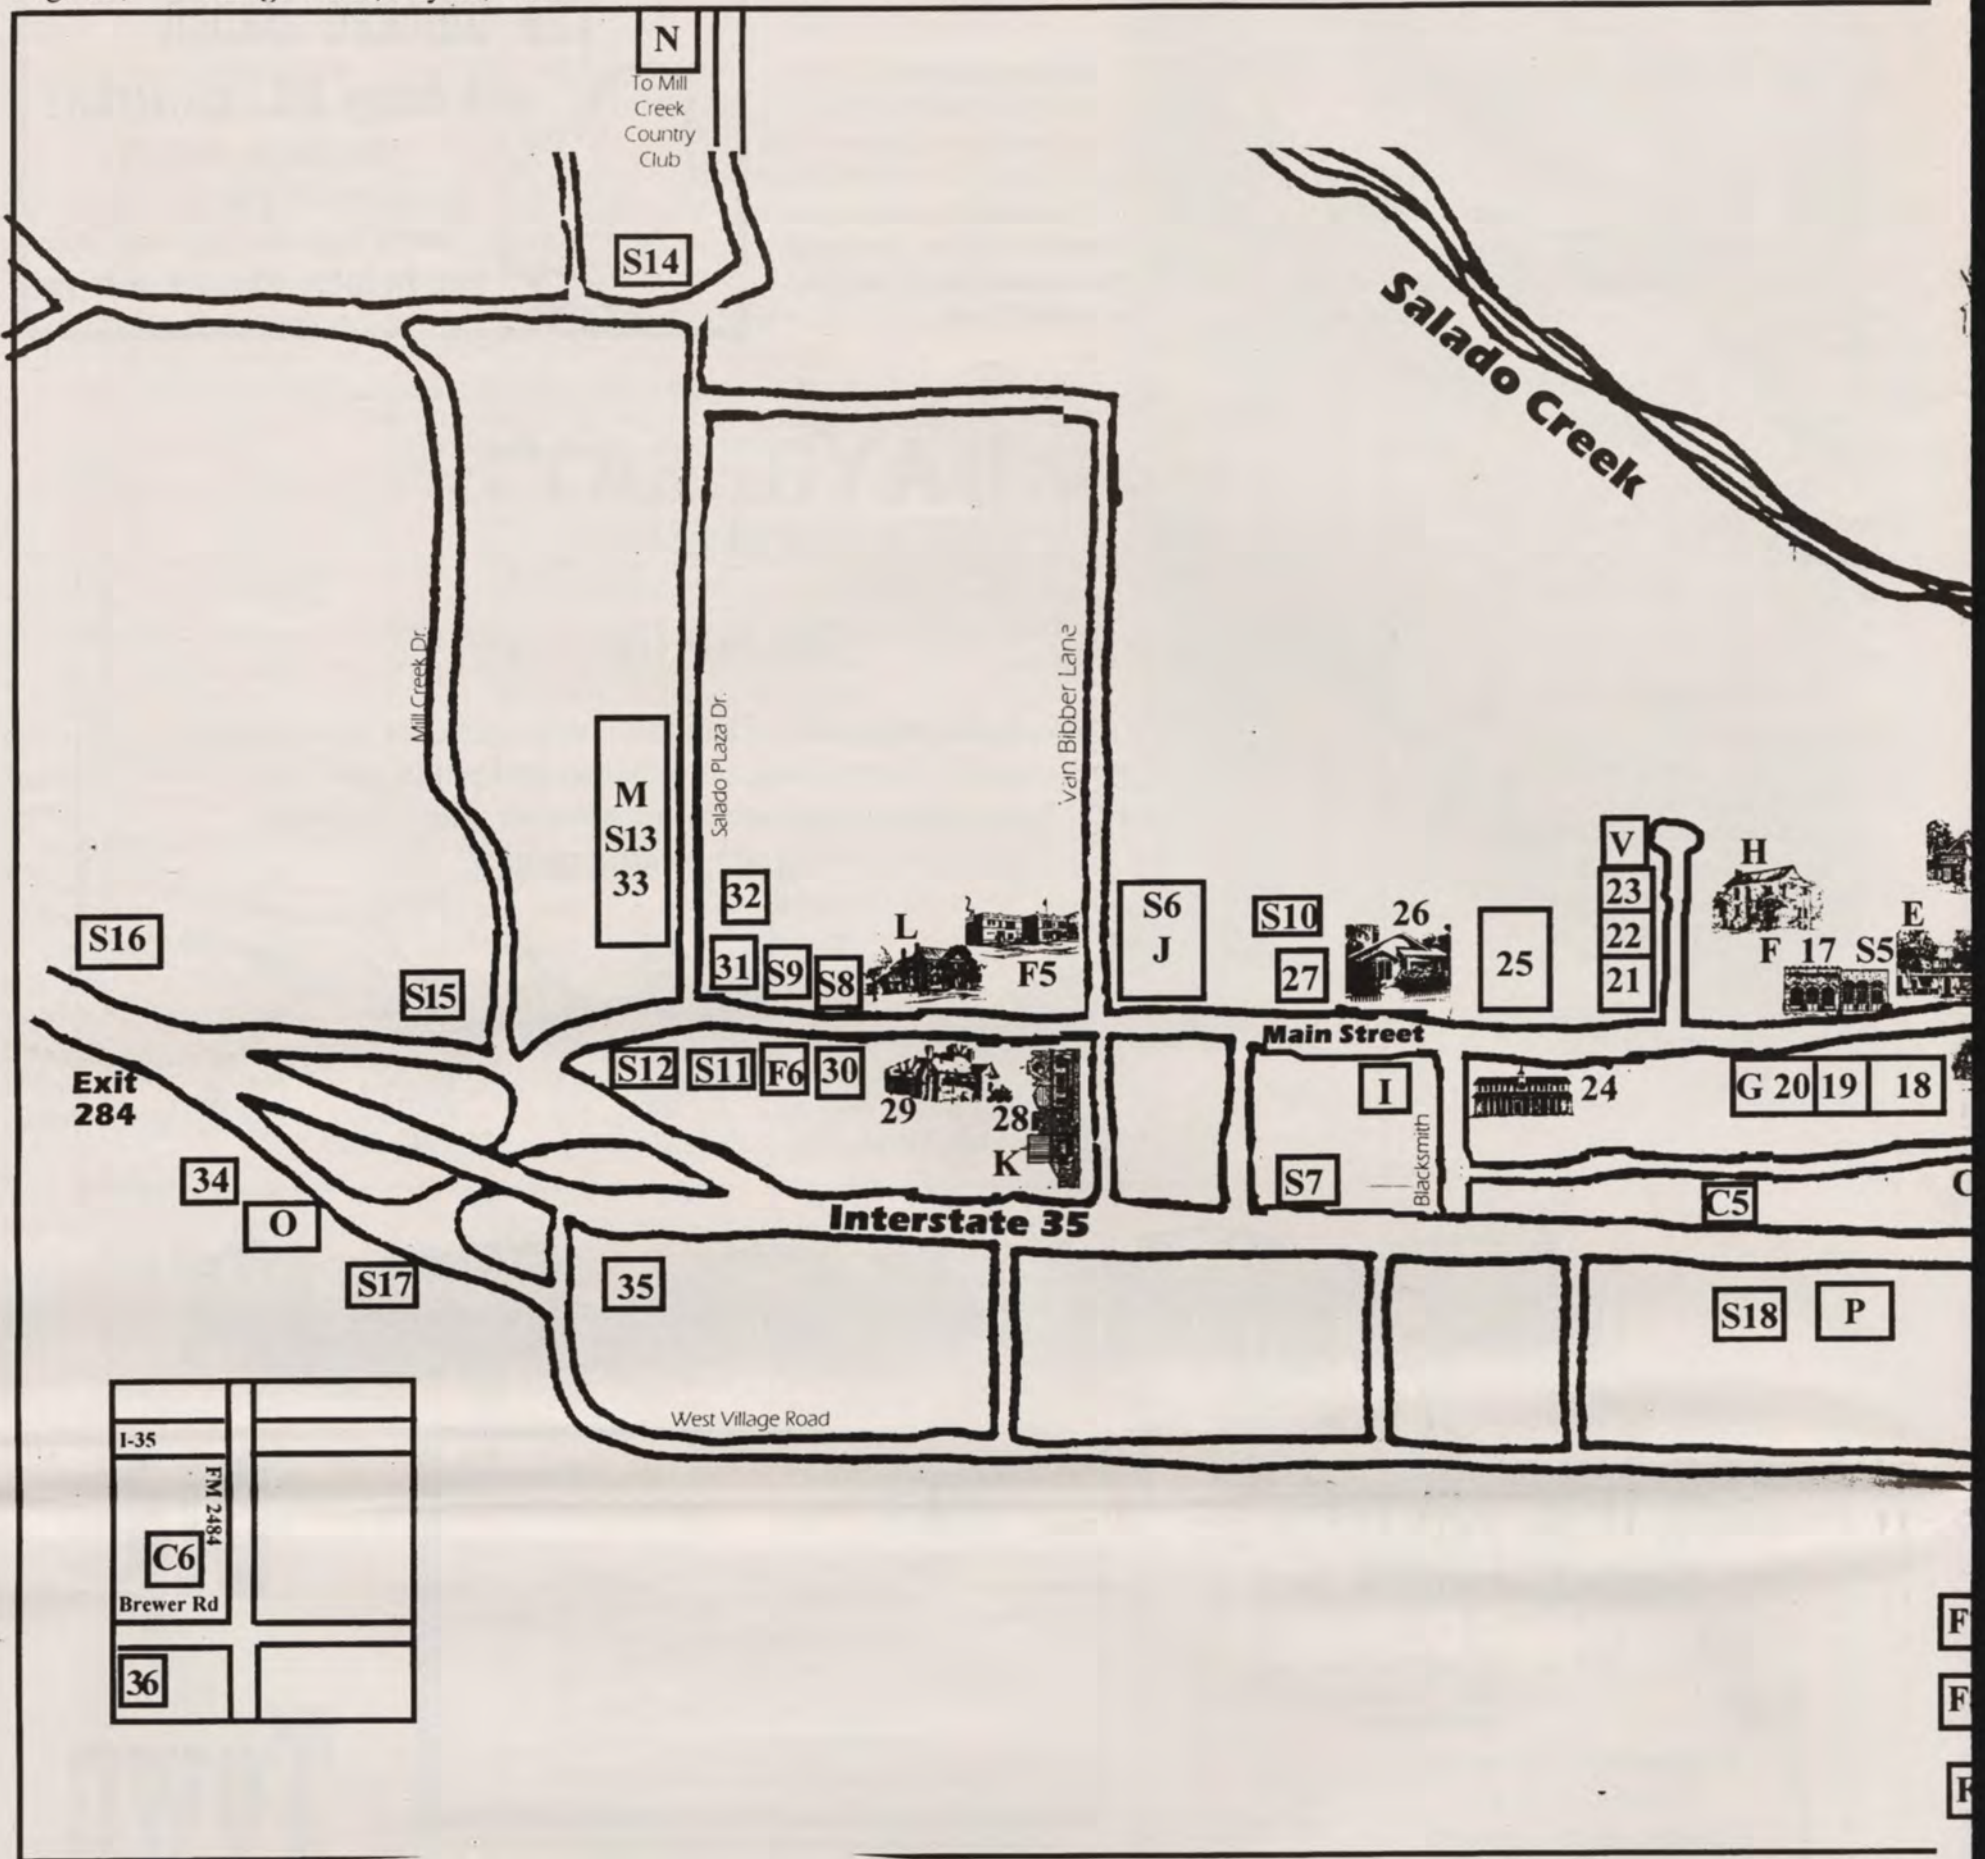 N
To Mill
Creek
Country
Club
S14
Salado Creek
Mill Creek Dr.
Salado PLaza Dr.
Van Bibber Lane
M
S13
33
32
31
S9
S8
L
F5
S6
J
S10
27
26
25
V
23
22
21
H
F
17
S5
E
S16
S15
Main Street
Exit
284
S12
S11
F6
30
29
28
K
I
Blacksmith
24
G 20
19
18
S7
C5
34
O
S17
Interstate 35
35
S18
P
West Village Road
I-35
FM 2484
C6
Brewer Rd
36
F
F